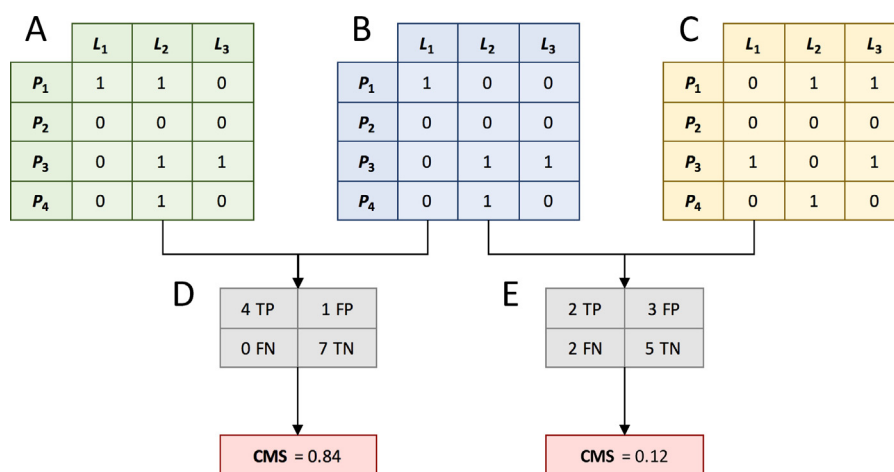 A
L1 L2 L3
P1 1 1 0
P2 0 0 0
P3 0 1 1
P4 0 1 0
B
L1 L2 L3
P1 1 0 0
P2 0 0 0
P3 0 1 1
P4 0 1 0
C
L1 L2 L3
P1 0 1 1
P2 0 0 0
P3 1 0 1
P4 0 1 0
D
4 TP 1 FP
0 FN 7 TN
CMS = 0.84
E
2 TP 3 FP
2 FN 5 TN
CMS = 0.12